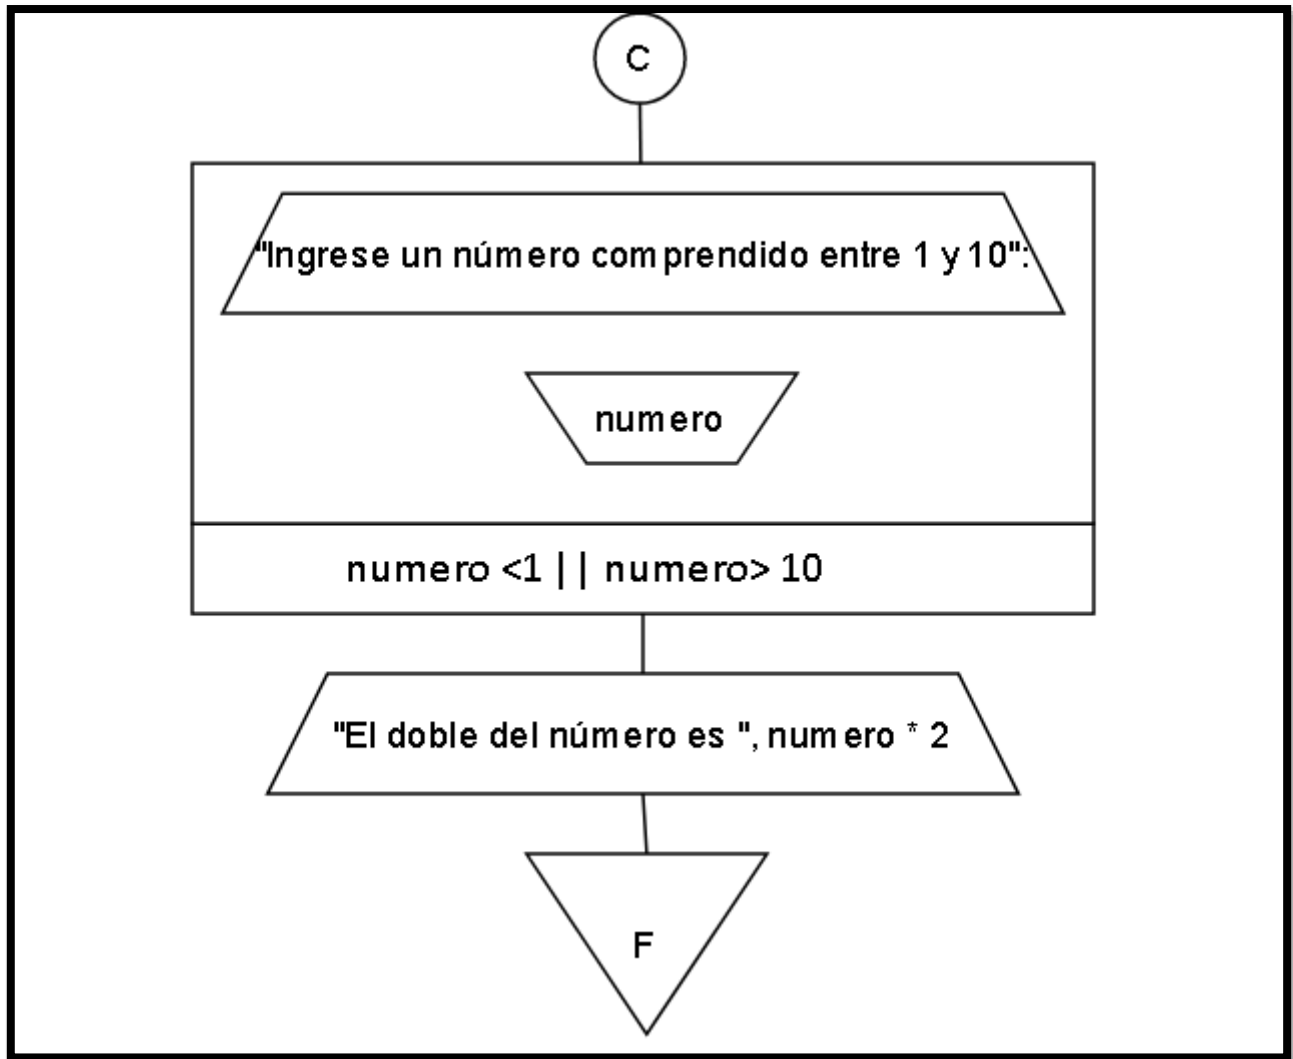 C
"Ingrese un número comprendido entre 1 y 10":
numero
numero <1 || numero> 10
"El doble del número es ", numero * 2
F